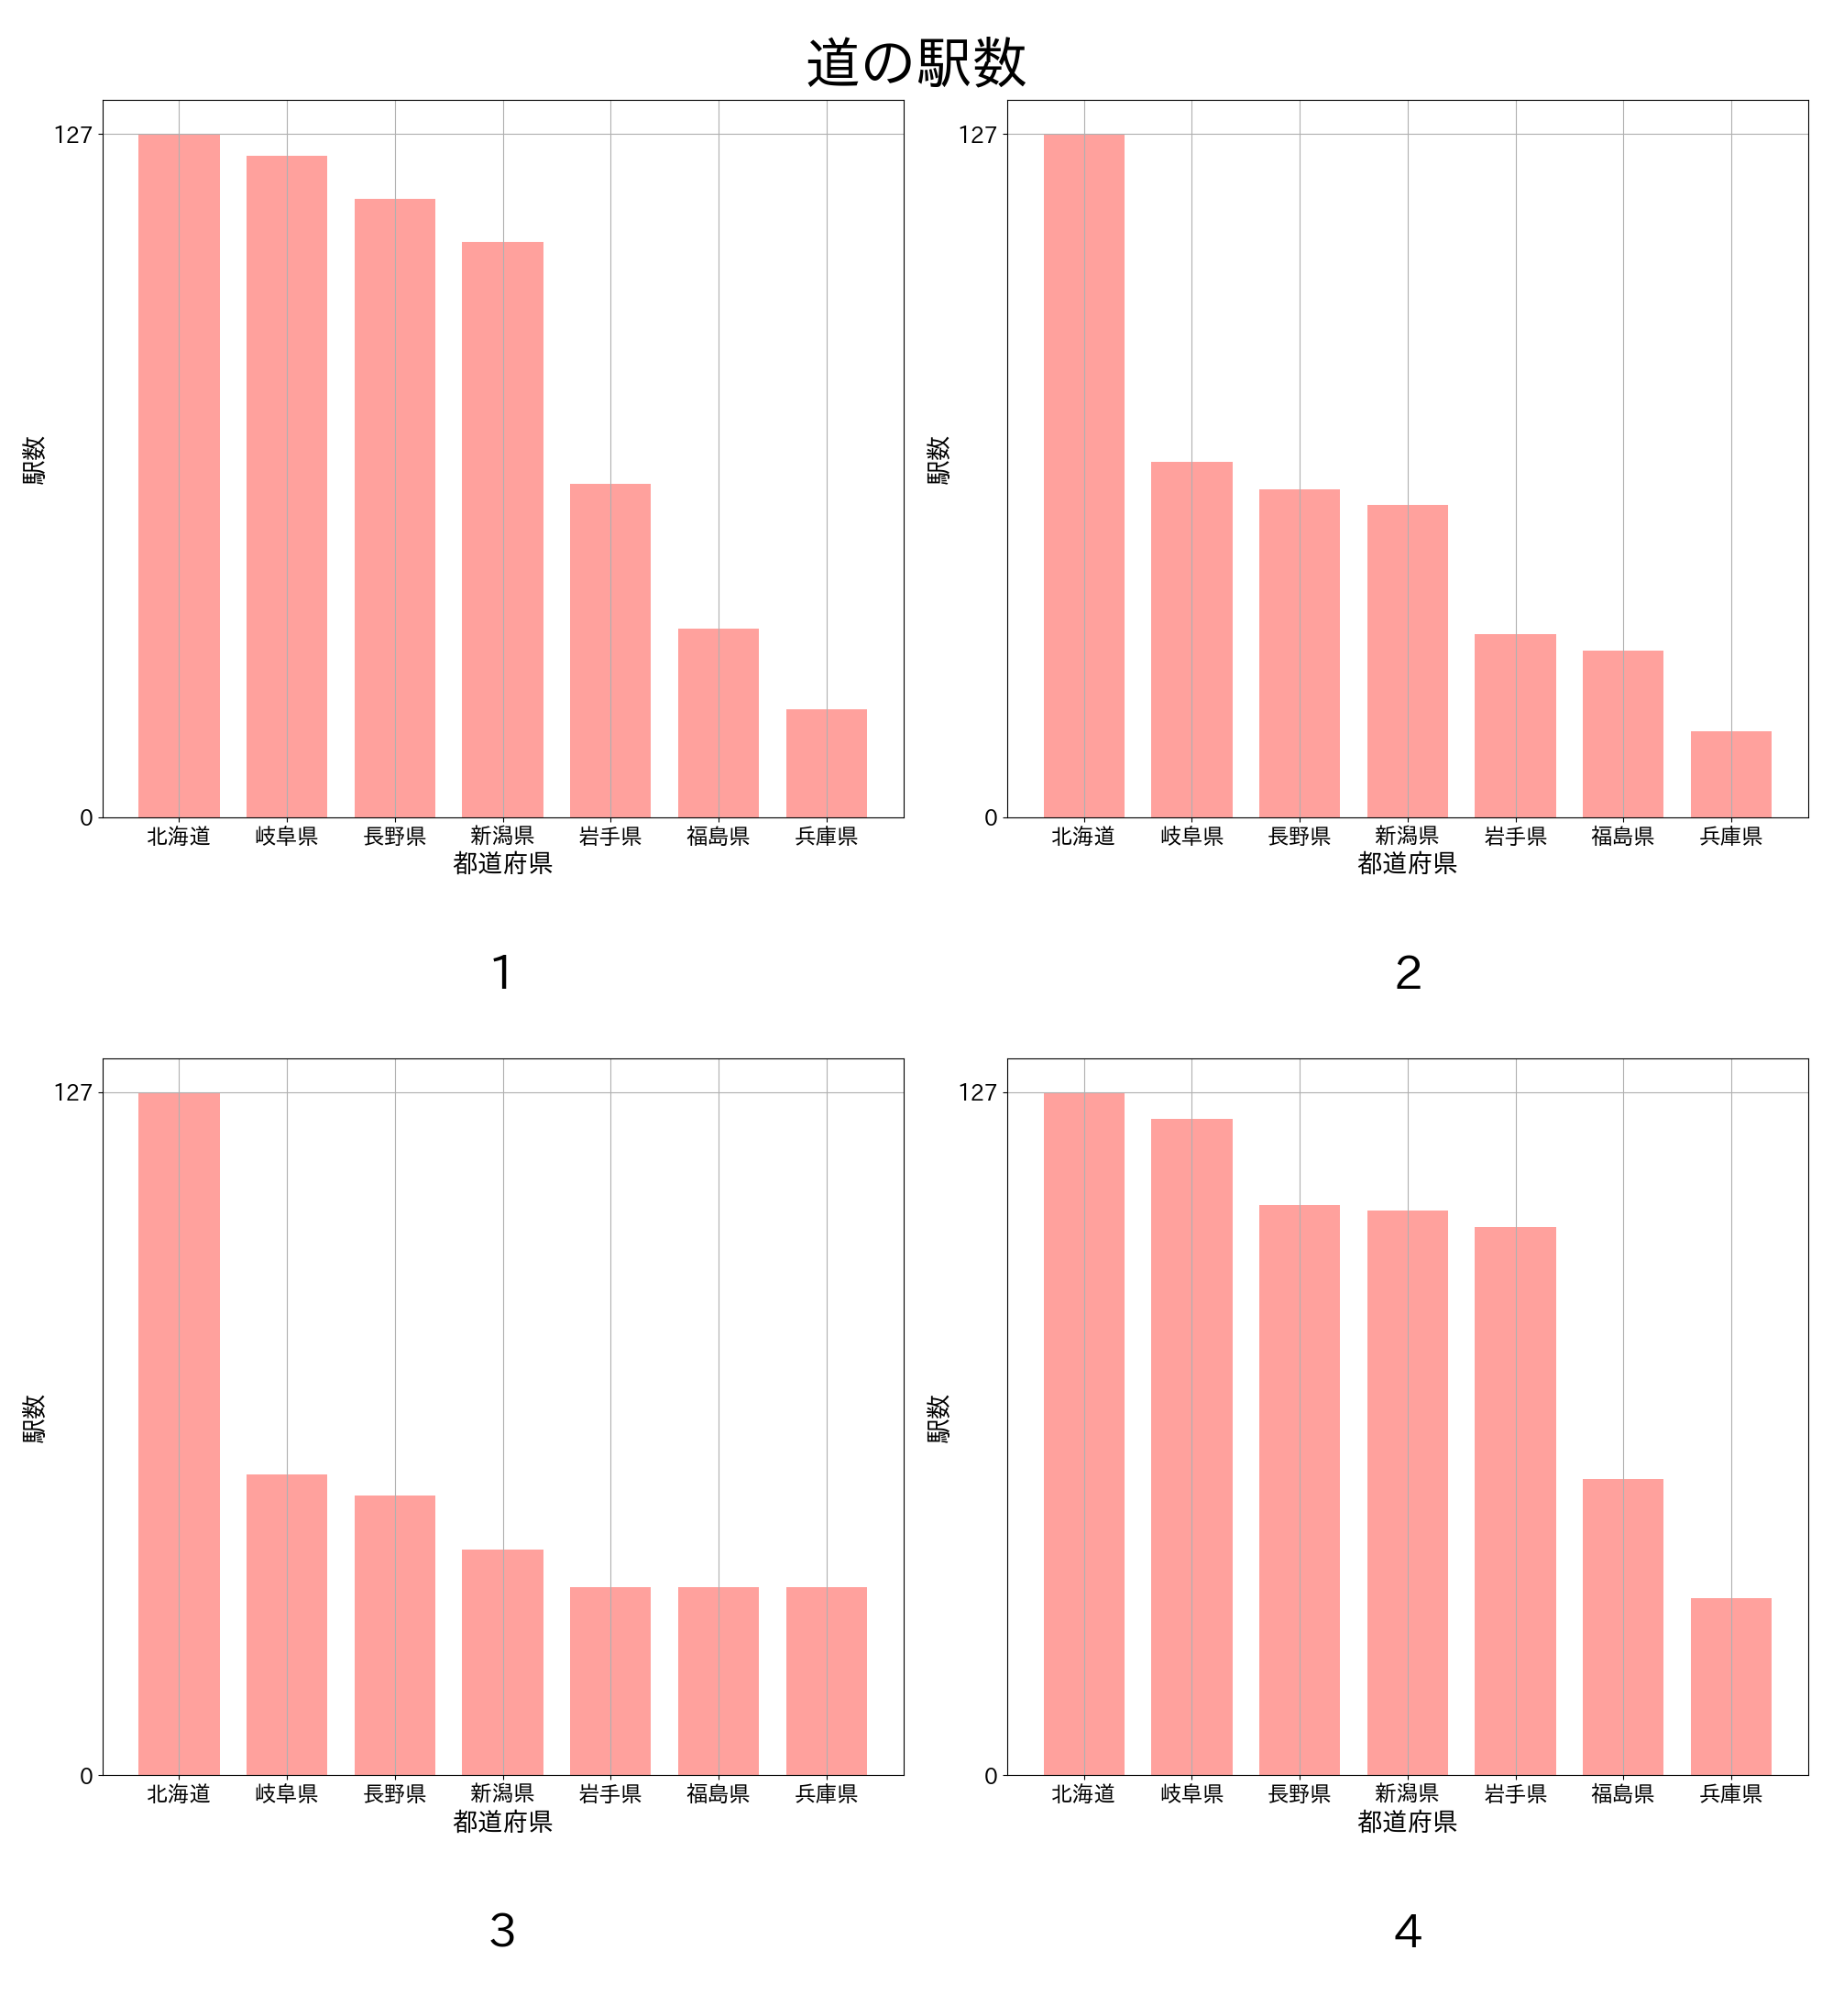 道の駅数
127
0
駅数
北海道 岐阜県 長野県 新潟県 岩手県 福島県 兵庫県
都道府県
1
127
0
駅数
北海道 岐阜県 長野県 新潟県 岩手県 福島県 兵庫県
都道府県
2
127
0
駅数
北海道 岐阜県 長野県 新潟県 岩手県 福島県 兵庫県
都道府県
3
127
0
駅数
北海道 岐阜県 長野県 新潟県 岩手県 福島県 兵庫県
都道府県
4